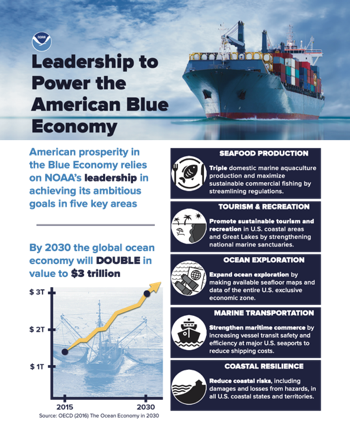 NOAA
Leadership to
Power the
American Blue
Economy
American prosperity in
the Blue Economy relies
on NOAA's leadership in
achieving its ambitious
goals in five key areas
By 2030 the global ocean
economy will DOUBLE in
value to $3 trillion
$ 3T
$ 2T
$ 1T
2015
2030
Source: OECD (2016) The Ocean Economy in 2030
SEAFOOD PRODUCTION
Triple domestic marine aquaculture
production and maximize
sustainable commercial fishing by
streamlining regulations.
TOURISM & RECREATION
Promote sustainable tourism and
recreation in U.S. coastal areas
and Great Lakes by strengthening
national marine sanctuaries.
OCEAN EXPLORATION
Expand ocean exploration by
making available seafloor maps and
data of the entire U.S. exclusive
economic zone.
MARINE TRANSPORTATION
Strengthen maritime commerce by
increasing vessel transit safety and
efficiency at major U.S. seaports to
reduce shipping costs.
COASTAL RESILIENCE
Reduce coastal risks, including
damages and losses from hazards, in
all U.S. coastal states and territories.